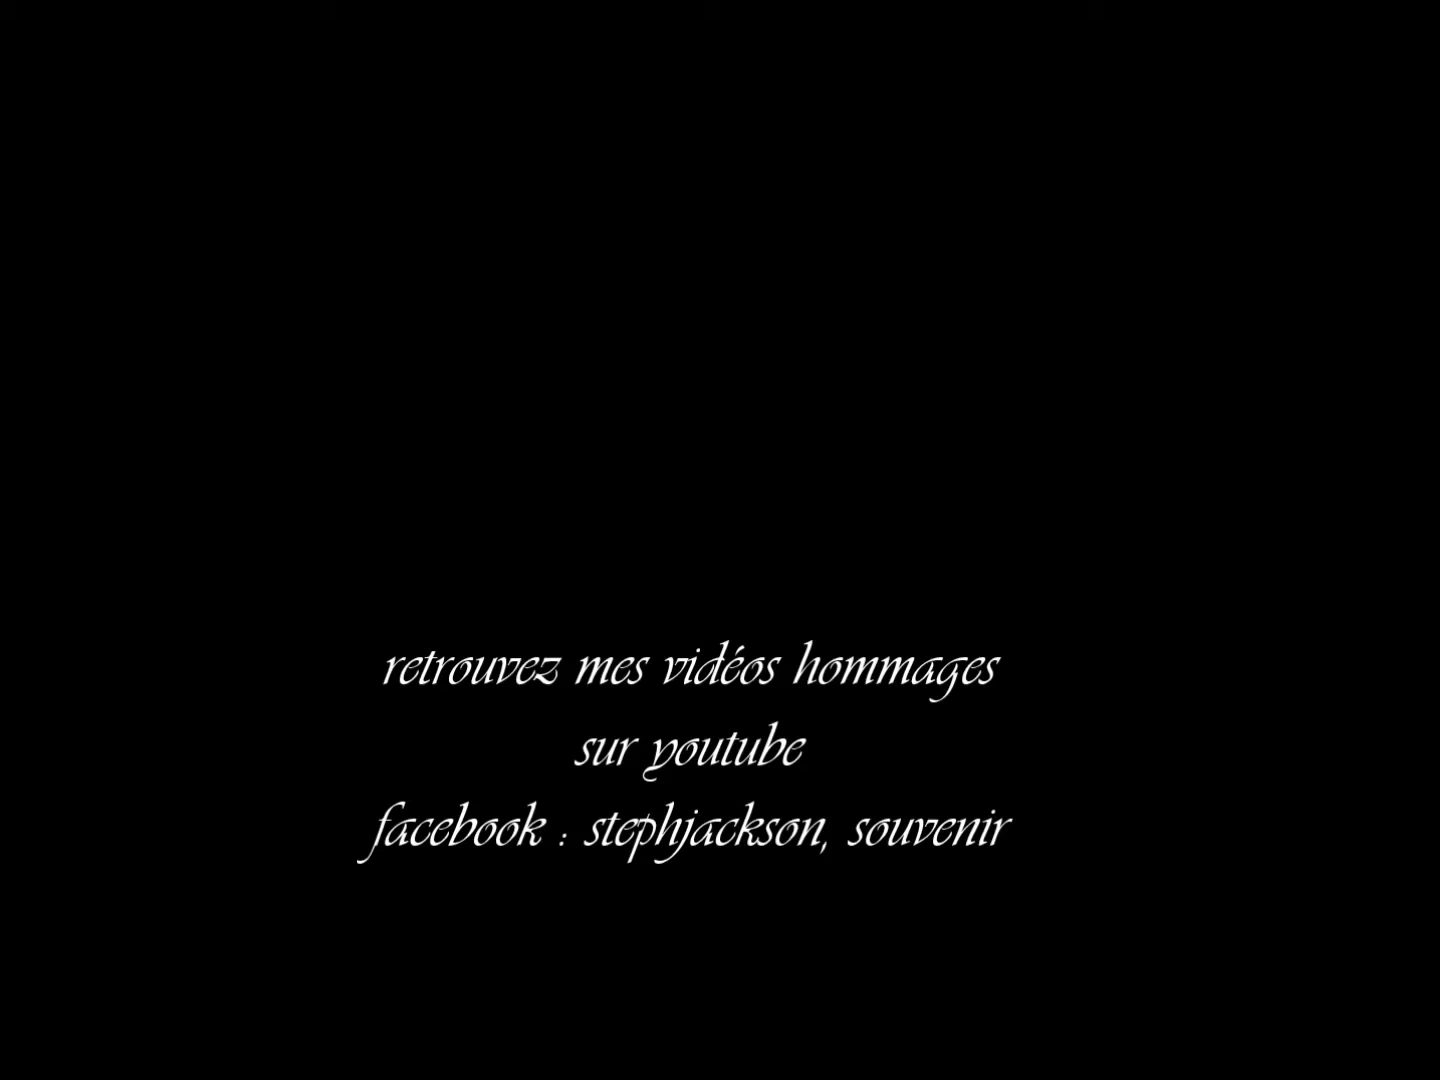 retrouvez mes vidéos hommages
sur youtube
facebook : stephjackson, souvenir